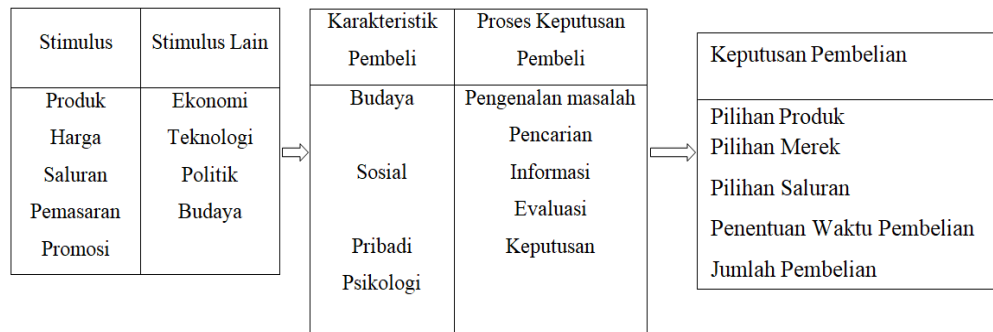 Stimulus
Stimulus Lain
Produk
Harga
Saluran
Pemasaran
Promosi
Ekonomi
Teknologi
Politik
Budaya
Karakteristik
Pembeli
Proses Keputusan
Pembeli
Budaya
Sosial
Pribadi
Psikologi
Pengenalan masalah
Pencarian
Informasi
Evaluasi
Keputusan
Keputusan Pembelian
Pilihan Produk
Pilihan Merek
Pilihan Saluran
Penentuan Waktu Pembelian
Jumlah Pembelian